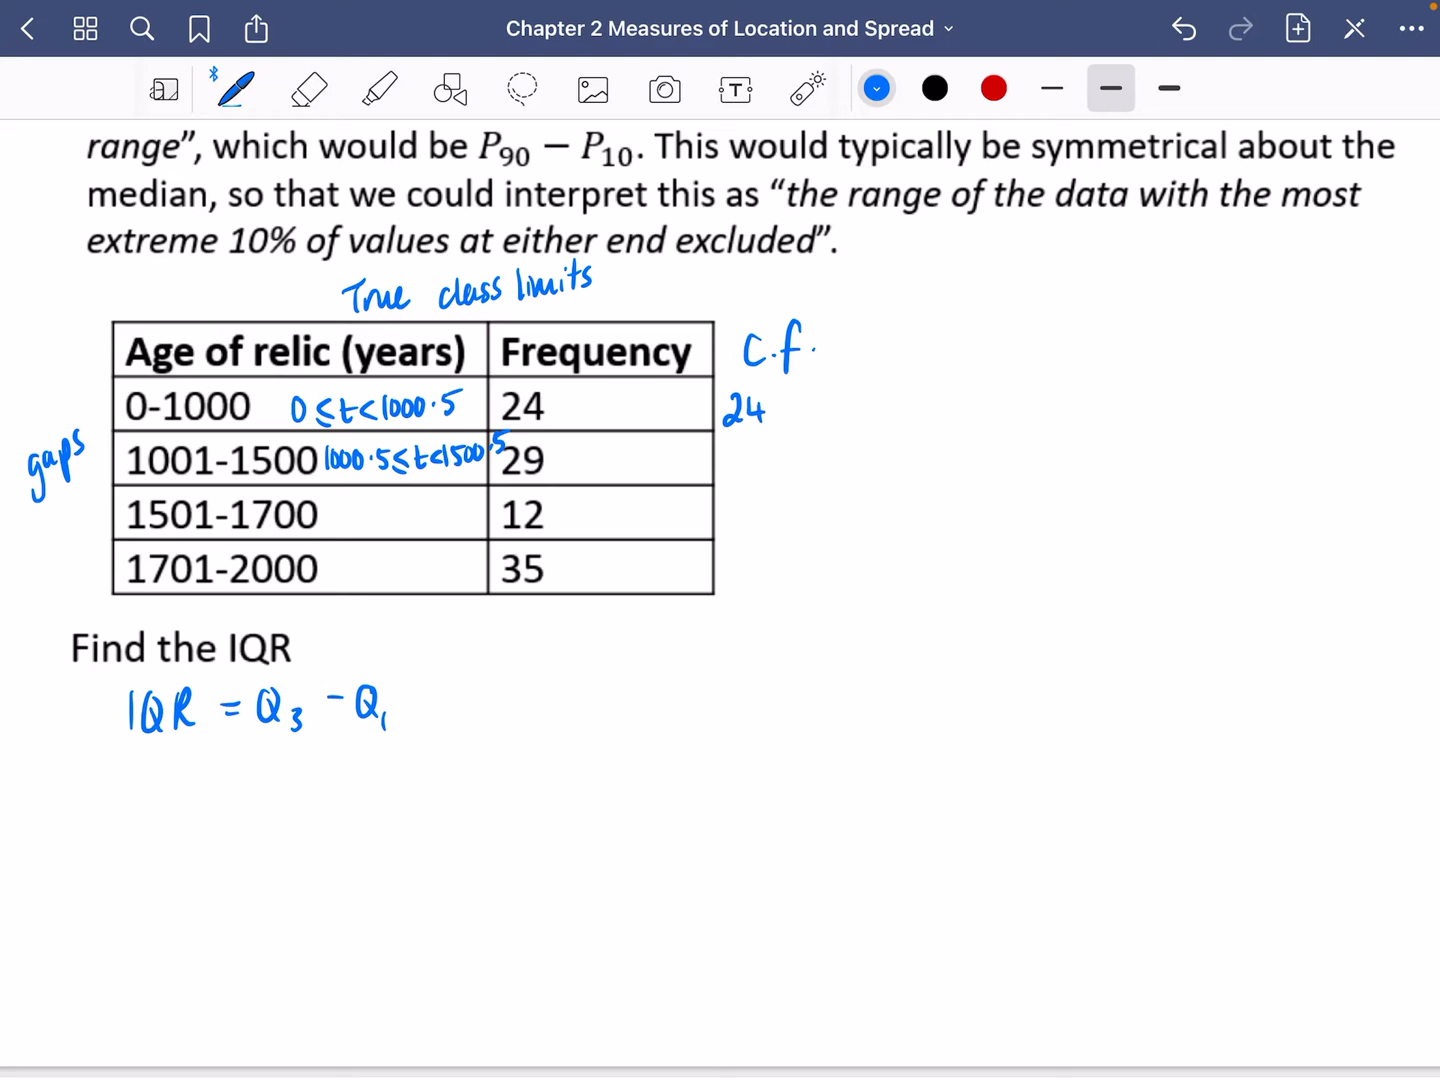 Chapter 2 Measures of Location and Spread
range”, which would be P90 − P10. This would typically be symmetrical about the
median, so that we could interpret this as “the range of the data with the most
extreme 10% of values at either end excluded”.
True class limits
Age of relic (years) Frequency c.f.
0-1000 0≤t<1000.5 24 24
gaps
1001-1500 1000.5≤t<1500.5 29
1501-1700 12
1701-2000 35
Find the IQR
IQR = Q3 - Q1